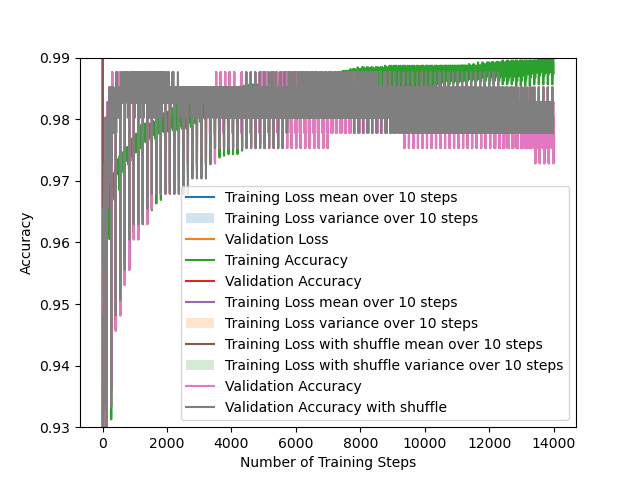 0.99
0.98
0.97
0.96
0.95
0.94
0.93
Accuracy
Training Loss mean over 10 steps
Training Loss variance over 10 steps
Validation Loss
Training Accuracy
Validation Accuracy
Training Loss mean over 10 steps
Training Loss variance over 10 steps
Training Loss with shuffle mean over 10 steps
Training Loss with shuffle variance over 10 steps
Validation Accuracy
Validation Accuracy with shuffle
0 2000 4000 6000 8000 10000 12000 14000
Number of Training Steps